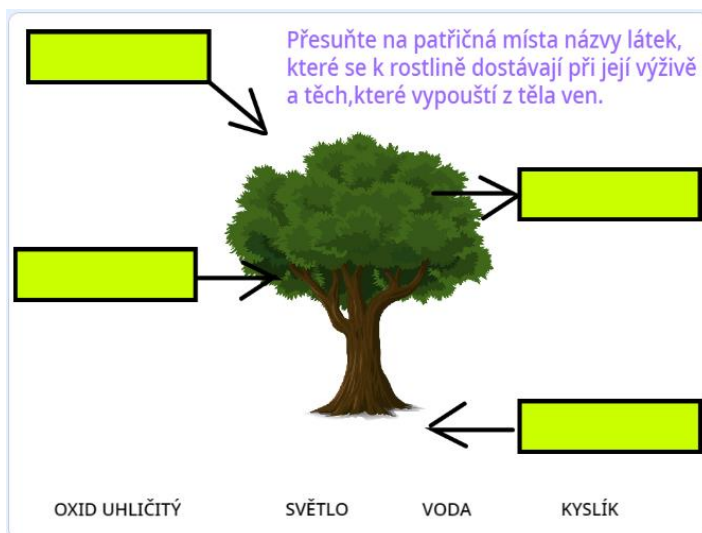 Přesuňte na patřičná místa názvy látek,
které se k rostlině dostávají při její výživě
a těch,které vypouští z těla ven.
OXID UHLIČITÝ SVĚTLO VODA KYSLÍK